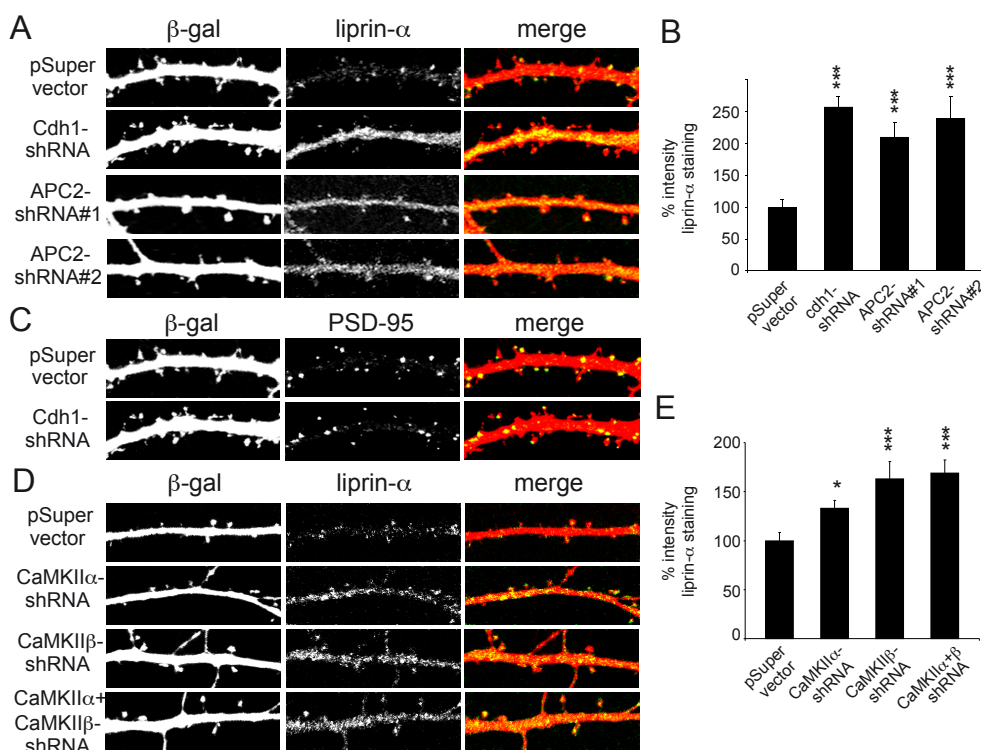 A
β-gal
liprin-α
merge
pSuper
vector
Cdh1-
shRNA
APC2-
shRNA#1
APC2-
shRNA#2
B
% intensity
liprin-α staining
250
200
150
100
50
0
***
***
***
pSuper
vector
cdh1-
shRNA
APC2-
shRNA#1
APC2-
shRNA#2
C
β-gal
PSD-95
merge
pSuper
vector
Cdh1-
shRNA
D
β-gal
liprin-α
merge
pSuper
vector
CaMKIIα-
shRNA
CaMKIIβ-
shRNA
CaMKIIα+
CaMKIIβ-
shRNA
E
% intensity
liprin-α staining
200
150
100
50
0
*
***
***
pSuper
vector
CaMKIIα-
shRNA
CaMKIIβ-
shRNA
CaMKIIα+β
shRNA